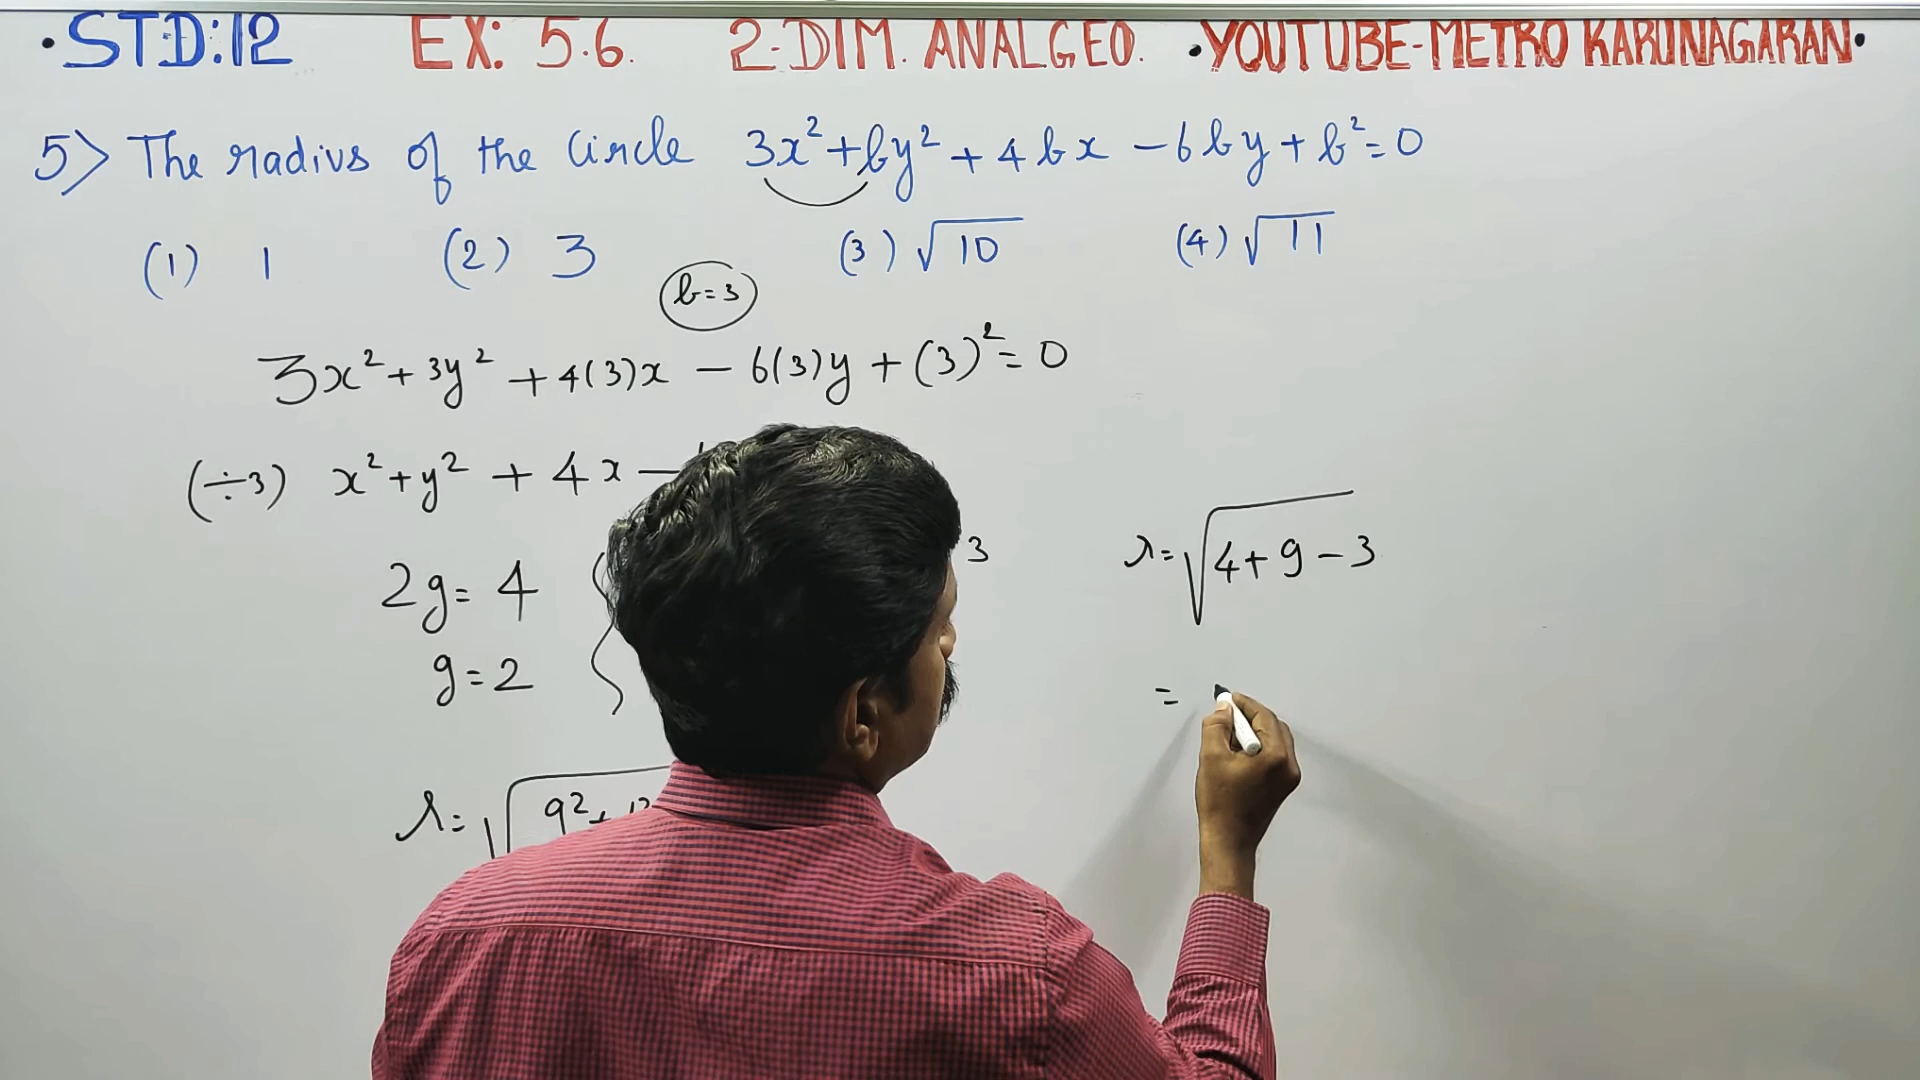 • STD:12 EX: 5.6. 2-DIM. ANALGEO. • YOUTUBE-METRO KARUNAGARAN •
5> The radius of the Circle 3x²+by²+4bx-6by+b²=0
(1) 1 (2) 3 (3) √10 (4) √11
b=3
3x²+3y²+4(3)x-6(3)y+(3)²=0
(÷3) x²+y²+4x-
2g=4
3
r=√4+9-3
g=2
=
r=√g²+